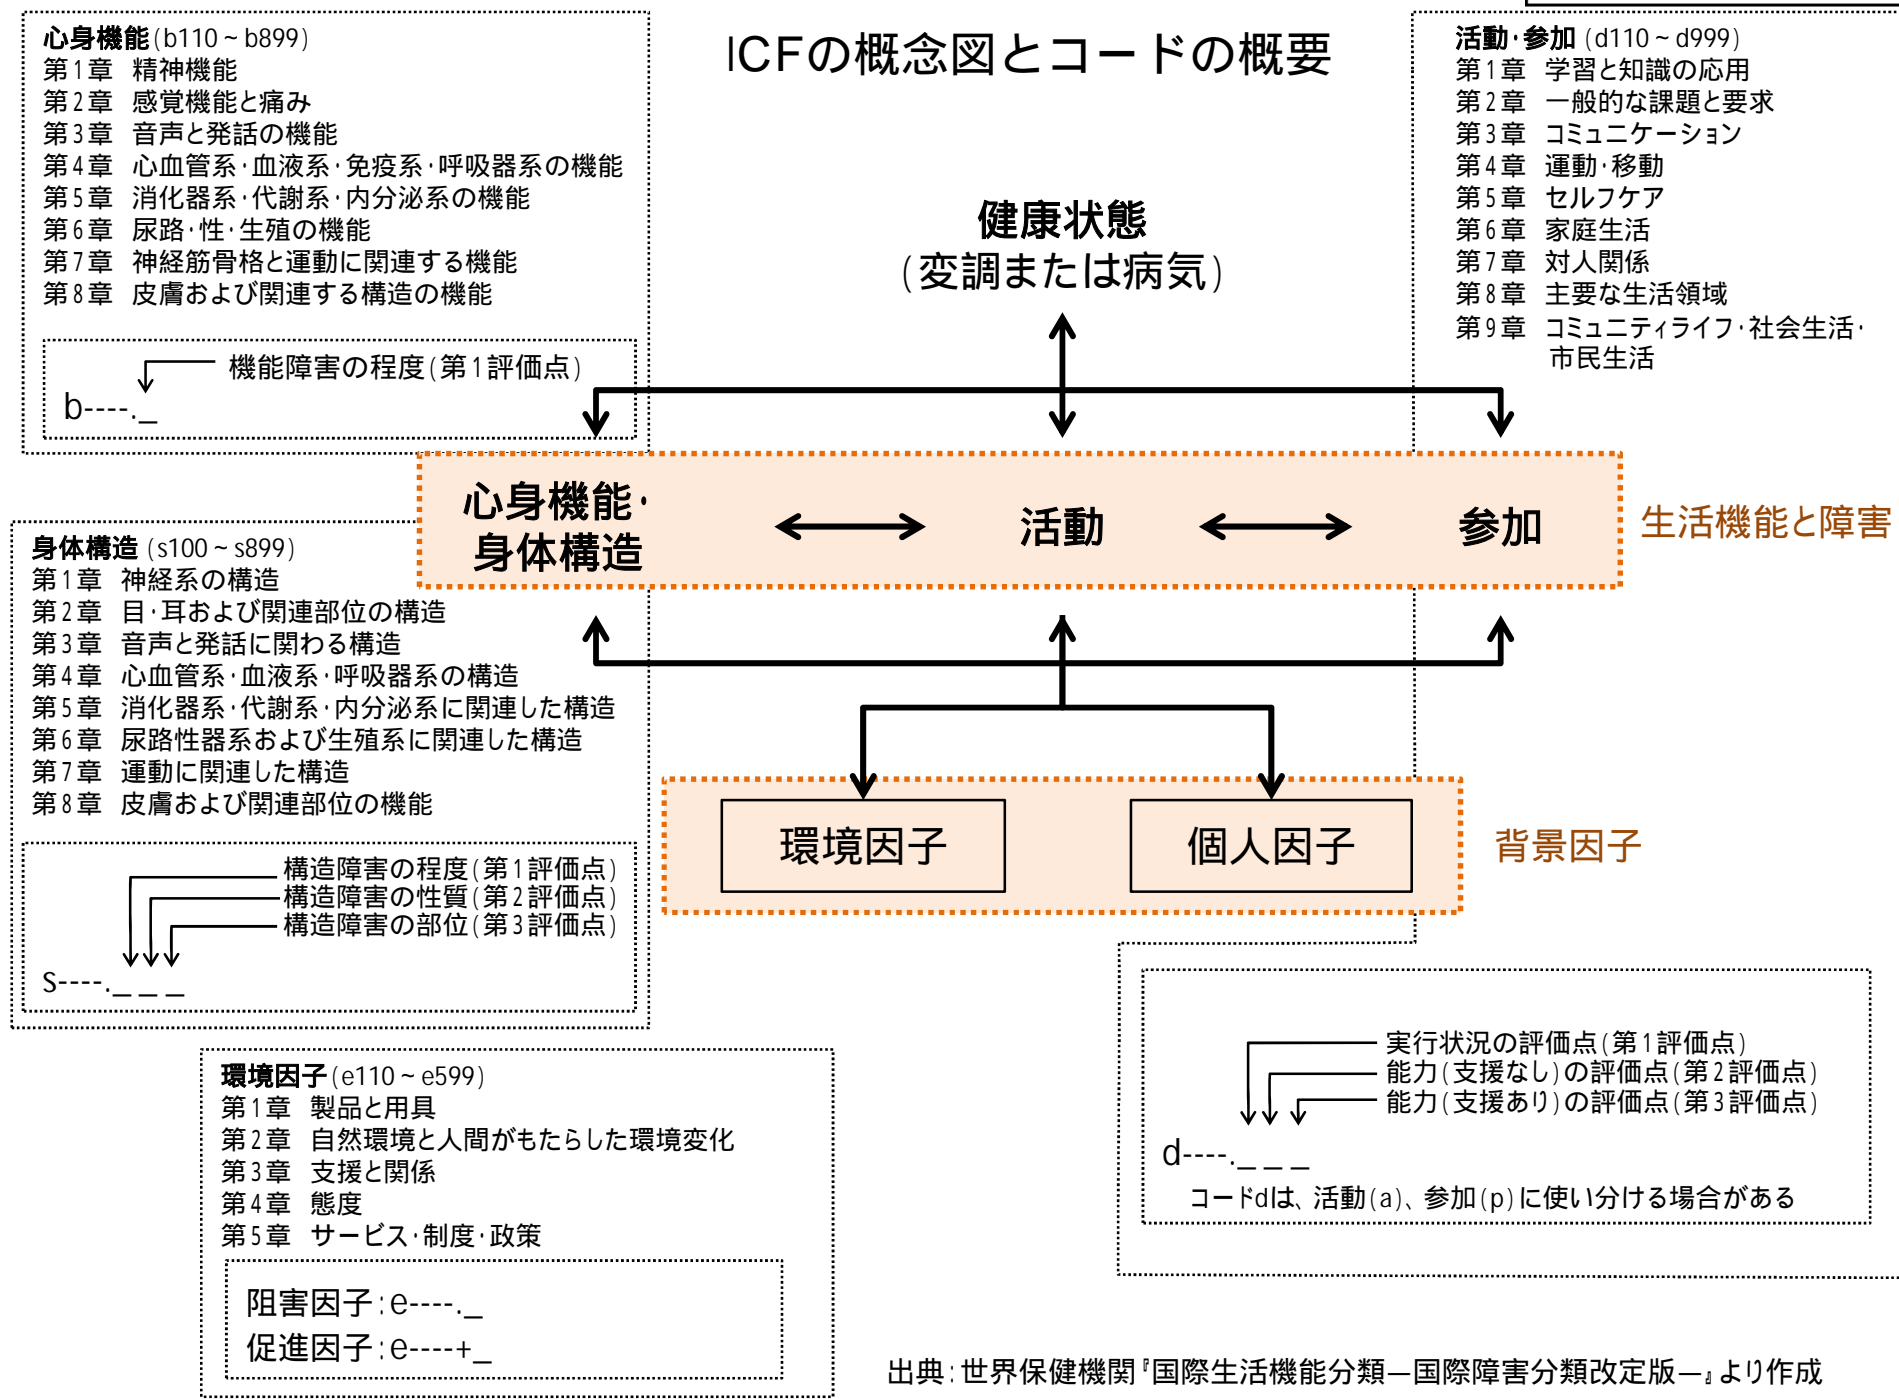 ICFの概念図とコードの概要
心身機能(b110~b899)
第1章 精神機能
第2章 感覚機能と痛み
第3章 音声と発話の機能
第4章 心血管系・血液系・免疫系・呼吸器系の機能
第5章 消化器系・代謝系・内分泌系の機能
第6章 尿路・性・生殖の機能
第7章 神経筋骨格と運動に関連する機能
第8章 皮膚および関連する構造の機能
機能障害の程度(第1評価点)
b----._
活動・参加(d110~d999)
第1章 学習と知識の応用
第2章 一般的な課題と要求
第3章 コミュニケーション
第4章 運動・移動
第5章 セルフケア
第6章 家庭生活
第7章 対人関係
第8章 主要な生活領域
第9章 コミュニティライフ・社会生活・
市民生活
健康状態
(変調または病気)
心身機能・
身体構造
活動
参加
生活機能と障害
身体構造(s100~s899)
第1章 神経系の構造
第2章 目・耳および関連部位の構造
第3章 音声と発話に関わる構造
第4章 心血管系・血液系・呼吸器系の構造
第5章 消化器系・代謝系・内分泌系に関連した構造
第6章 尿路性器系および生殖系に関連した構造
第7章 運動に関連した構造
第8章 皮膚および関連部位の機能
構造障害の程度(第1評価点)
構造障害の性質(第2評価点)
構造障害の部位(第3評価点)
s----._ _ _
環境因子
個人因子
背景因子
実行状況の評価点(第1評価点)
能力(支援なし)の評価点(第2評価点)
能力(支援あり)の評価点(第3評価点)
d----._ _ _
コードdは、活動(a)、参加(p)に使い分ける場合がある
環境因子(e110~e599)
第1章 製品と用具
第2章 自然環境と人間がもたらした環境変化
第3章 支援と関係
第4章 態度
第5章 サービス・制度・政策
阻害因子:e----._
促進因子:e----+_
出典:世界保健機関『国際生活機能分類―国際障害分類改定版―』より作成